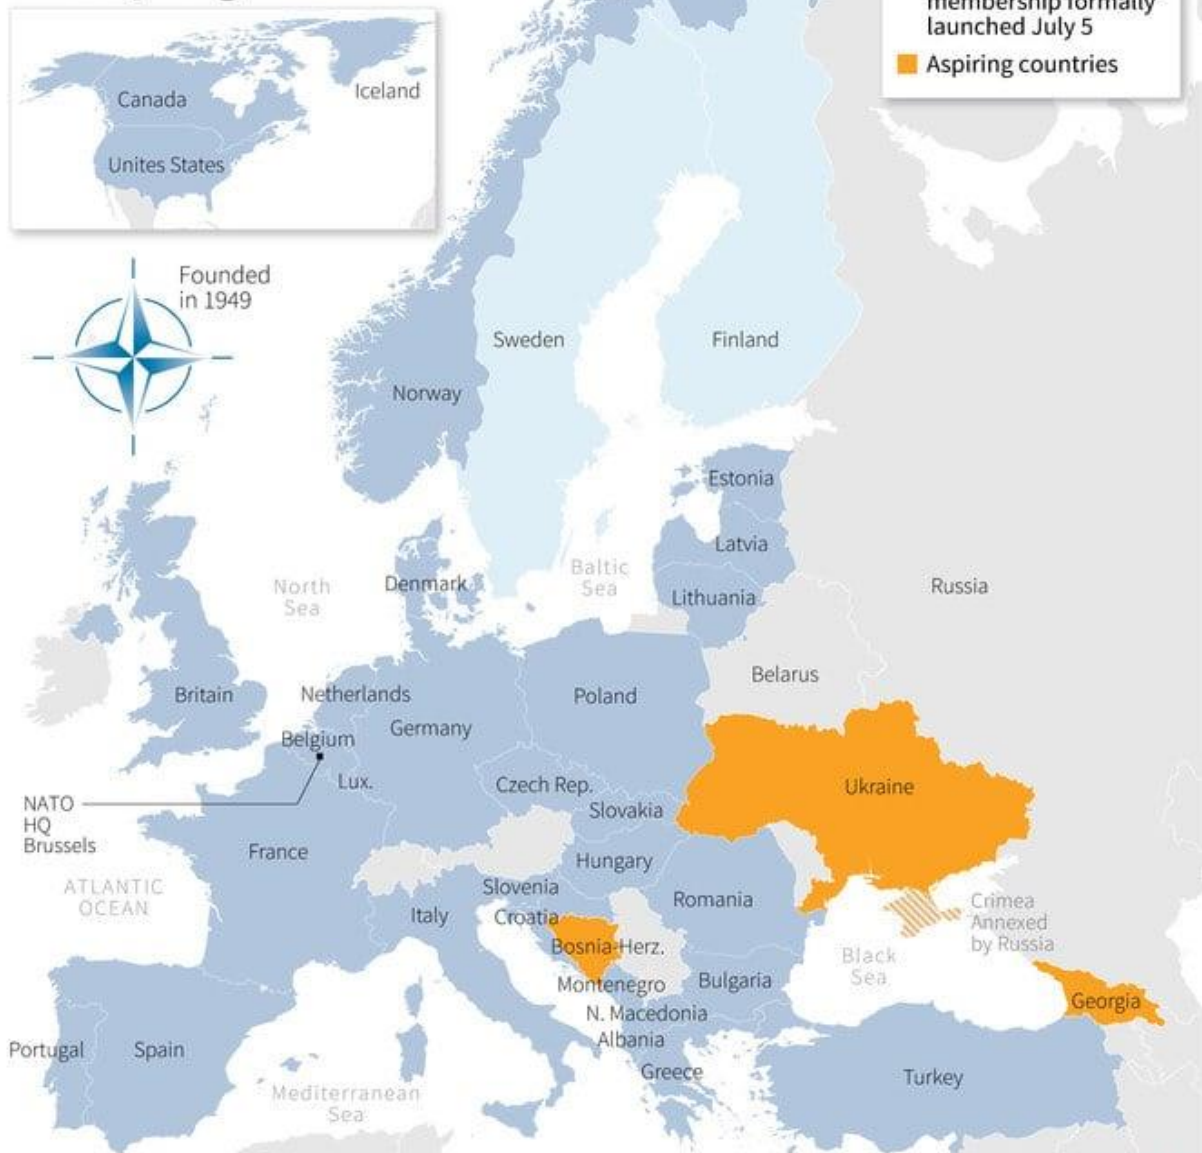 membership formally
launched July 5
Aspiring countries
Canada
Iceland
Unites States
Founded
in 1949
Sweden
Finland
Norway
Estonia
Latvia
Baltic
Sea
North
Sea
Denmark
Lithuania
Russia
Belarus
Britain
Netherlands
Poland
Germany
Belgium
Lux.
Czech Rep.
Ukraine
NATO
HQ
Brussels
Slovakia
France
Hungary
ATLANTIC
OCEAN
Slovenia
Romania
Italy
Croatia
Crimea
Annexed
by Russia
Bosnia-Herz.
Black
Sea
Montenegro
Bulgaria
Georgia
N. Macedonia
Albania
Portugal
Spain
Greece
Turkey
Mediterranean
Sea